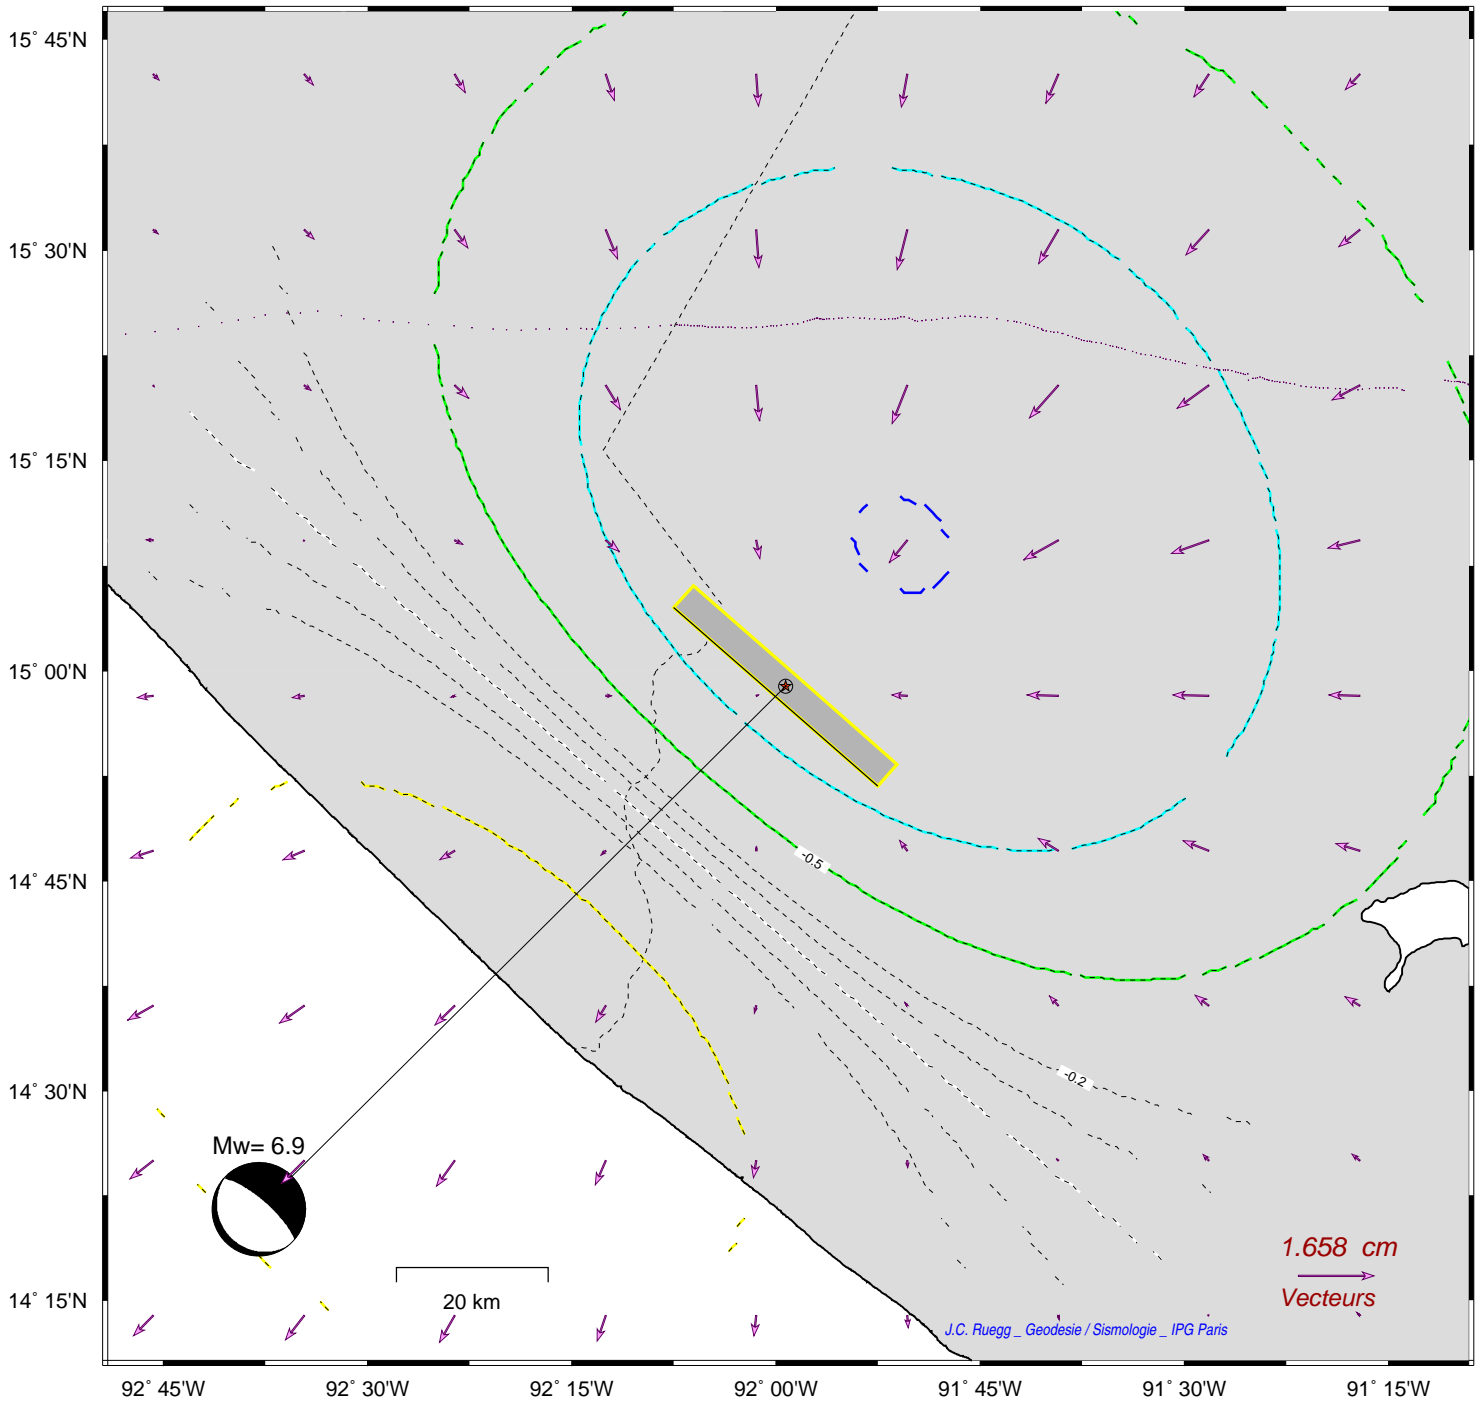 15° 45'N
15° 30'N
15° 15'N
15° 00'N
14° 45'N
14° 30'N
14° 15'N
-0.5
-0.2
Mw= 6.9
20 km
1.658 cm
Vecteurs
J.C. Ruegg _ Geodesie / Sismologie _ IPG Paris
92° 45'W 92° 30'W 92° 15'W 92° 00'W 91° 45'W 91° 30'W 91° 15'W